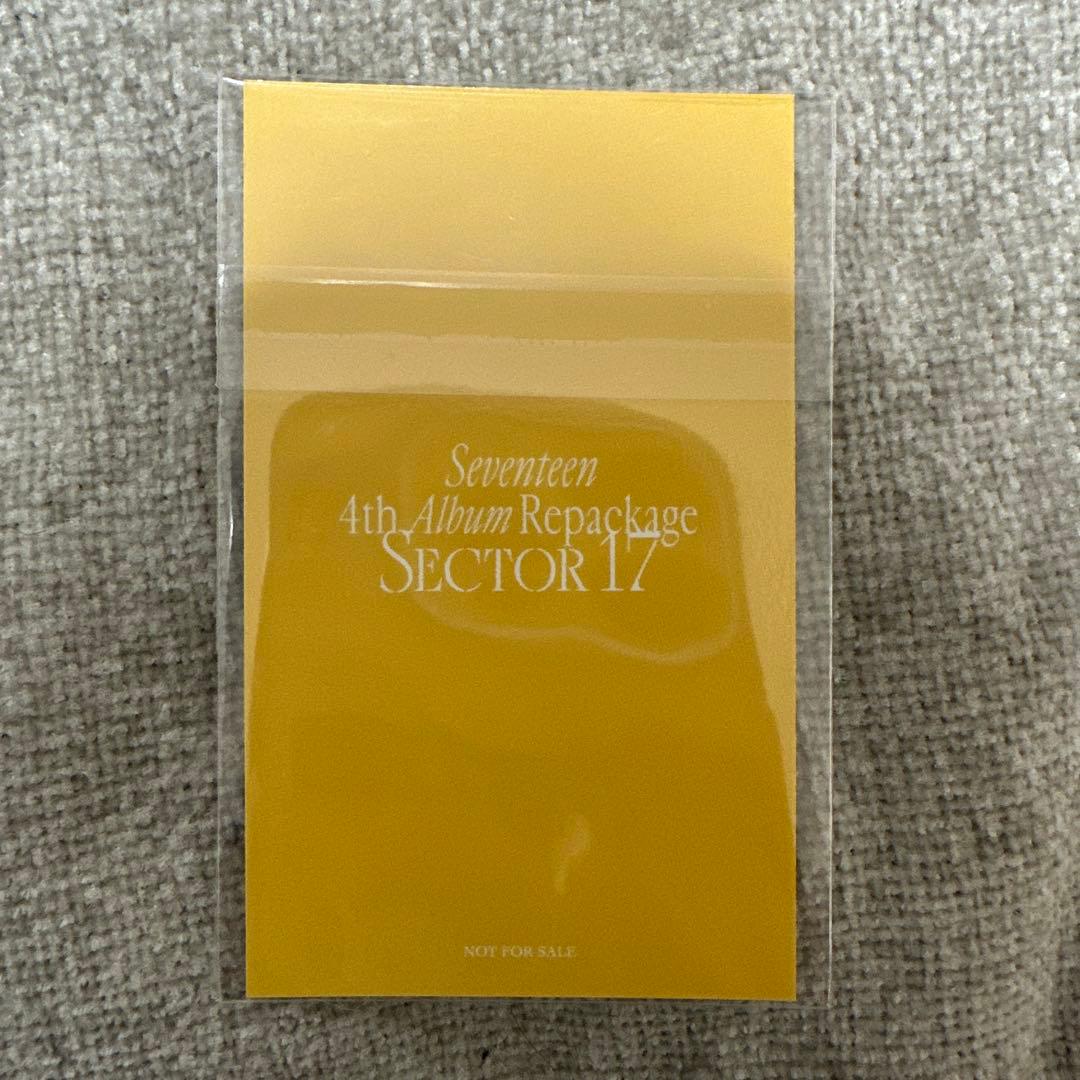 Seventeen
4th Album Repackage
SECTOR 17
NOT FOR SALE